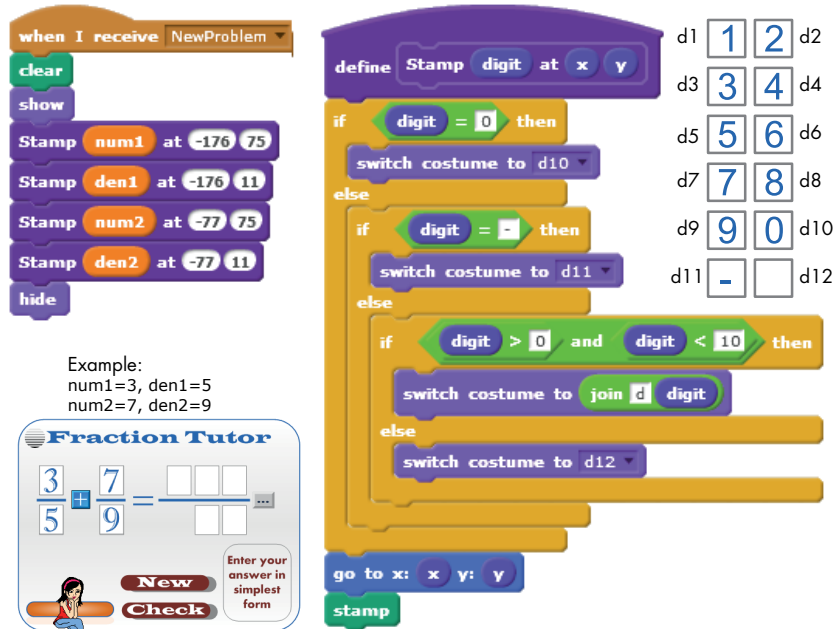 when I receive NewProblem
clear
show
Stamp num1 at -176 75
Stamp den1 at -176 11
Stamp num2 at -77 75
Stamp den2 at -77 11
hide
Example:
num1=3, den1=5
num2=7, den2=9
Fraction Tutor
3 7
+ =
5 9
...
New
Check
Enter your
answer in
simplest
form
define Stamp digit at x y
if digit = 0 then
switch costume to d10
else
if digit = - then
switch costume to d11
else
if digit > 0 and digit < 10 then
switch costume to join d digit
else
switch costume to d12
go to x: x y: y
stamp
d1 1 2 d2
d3 3 4 d4
d5 5 6 d6
d7 7 8 d8
d9 9 0 d10
d11 - d12